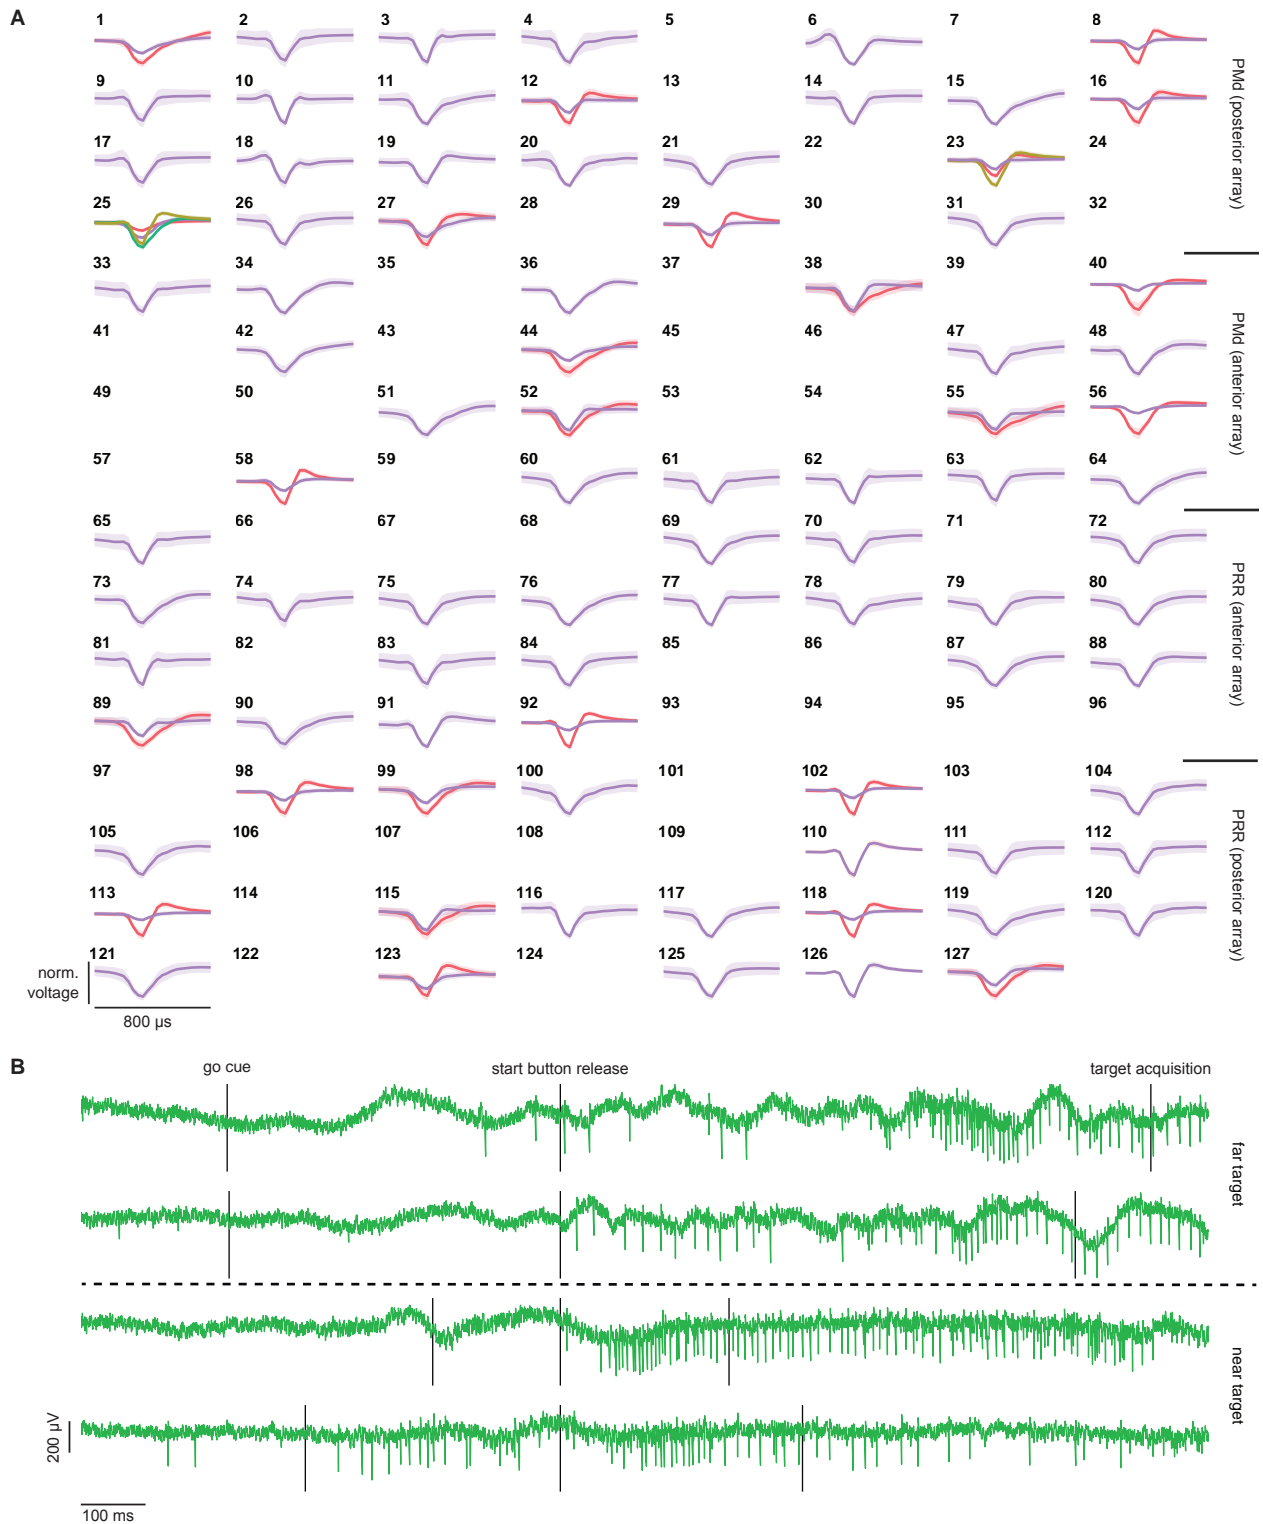 A
1 2 3 4 5 6 7 8
9 10 11 12 13 14 15 16
17 18 19 20 21 22 23 24
25 26 27 28 29 30 31 32
PMd (posterior array)
33 34 35 36 37 38 39 40
41 42 43 44 45 46 47 48
49 50 51 52 53 54 55 56
57 58 59 60 61 62 63 64
PMd (anterior array)
65 66 67 68 69 70 71 72
73 74 75 76 77 78 79 80
81 82 83 84 85 86 87 88
89 90 91 92 93 94 95 96
PRR (anterior array)
97 98 99 100 101 102 103 104
105 106 107 108 109 110 111 112
113 114 115 116 117 118 119 120
121 122 123 124 125 126 127
PRR (posterior array)
norm.
voltage
800 µs
B
go cue start button release target acquisition
far target
near target
200 µV
100 ms